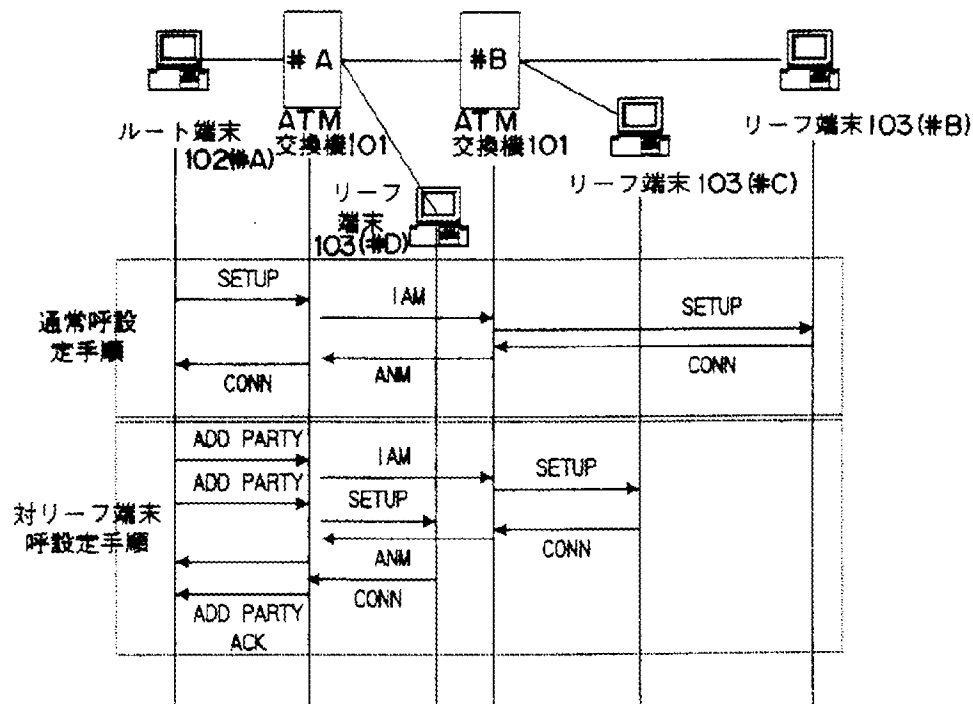 # A
#B
ルート端末
102(#A)
ATM
交換機101
ATM
交換機101
リーフ端末103(#B)
リーフ端末103(#C)
リーフ
端末
103(#D)
通常呼設
定手順
SETUP
IAM
SETUP
CONN
ANM
CONN
対リーフ端末
呼設定手順
ADD PARTY
IAM
SETUP
ADD PARTY
SETUP
CONN
ANM
CONN
ADD PARTY
ACK